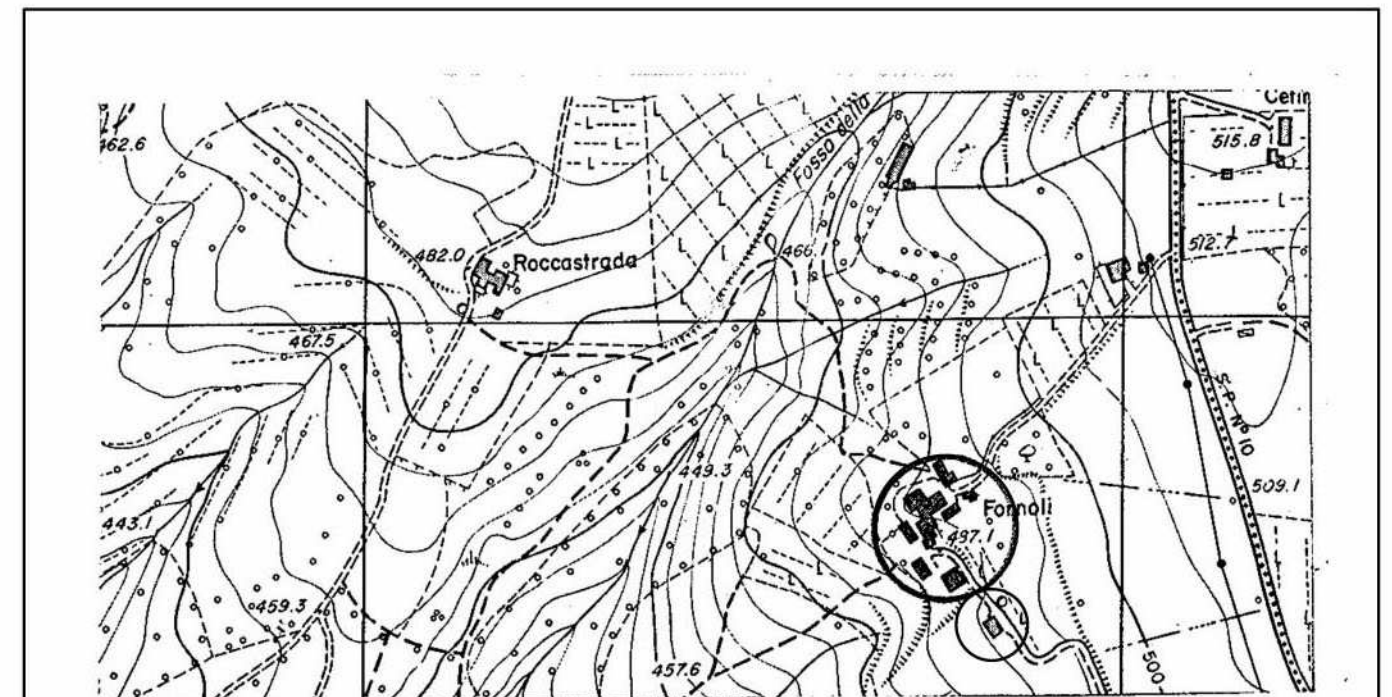 Cetin
462.6
515.8
Fosso della
L
L
L
L
L
L
L
L
L
L
L
L
482.0
Roccastrada
466
512.7
L
L
467.5
L
L
S.P. N° 10
449.3
509.1
443.1
Fornoli
497.1
L
L
459.3
457.6
500